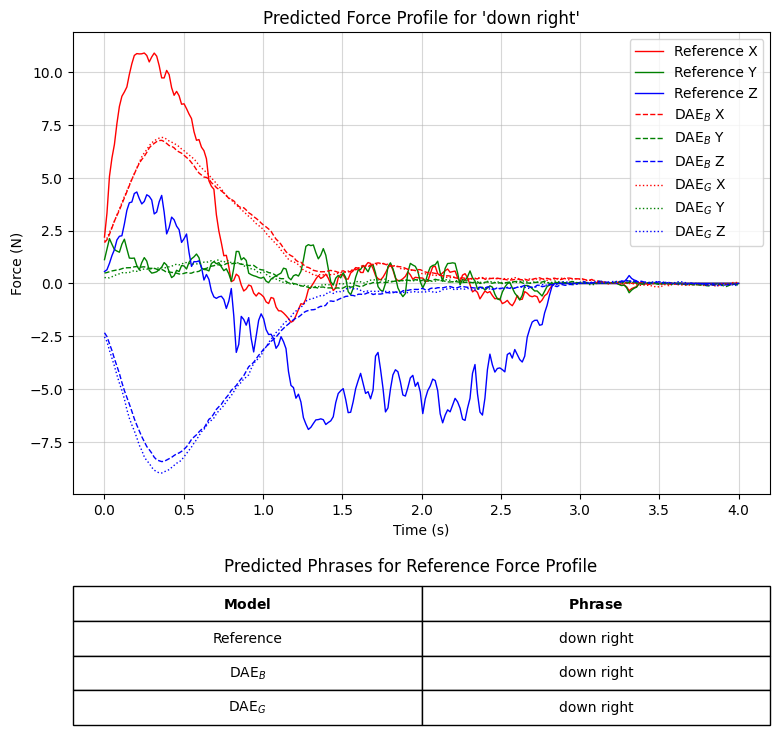 Predicted Force Profile for 'down right'
Force (N)
10.0
7.5
5.0
2.5
0.0
−2.5
−5.0
−7.5
Reference X
Reference Y
Reference Z
DAE_B X
DAE_B Y
DAE_B Z
DAE_G X
DAE_G Y
DAE_G Z
0.0 0.5 1.0 1.5 2.0 2.5 3.0 3.5 4.0
Time (s)
Predicted Phrases for Reference Force Profile
Model Phrase
Reference down right
DAE_B down right
DAE_G down right